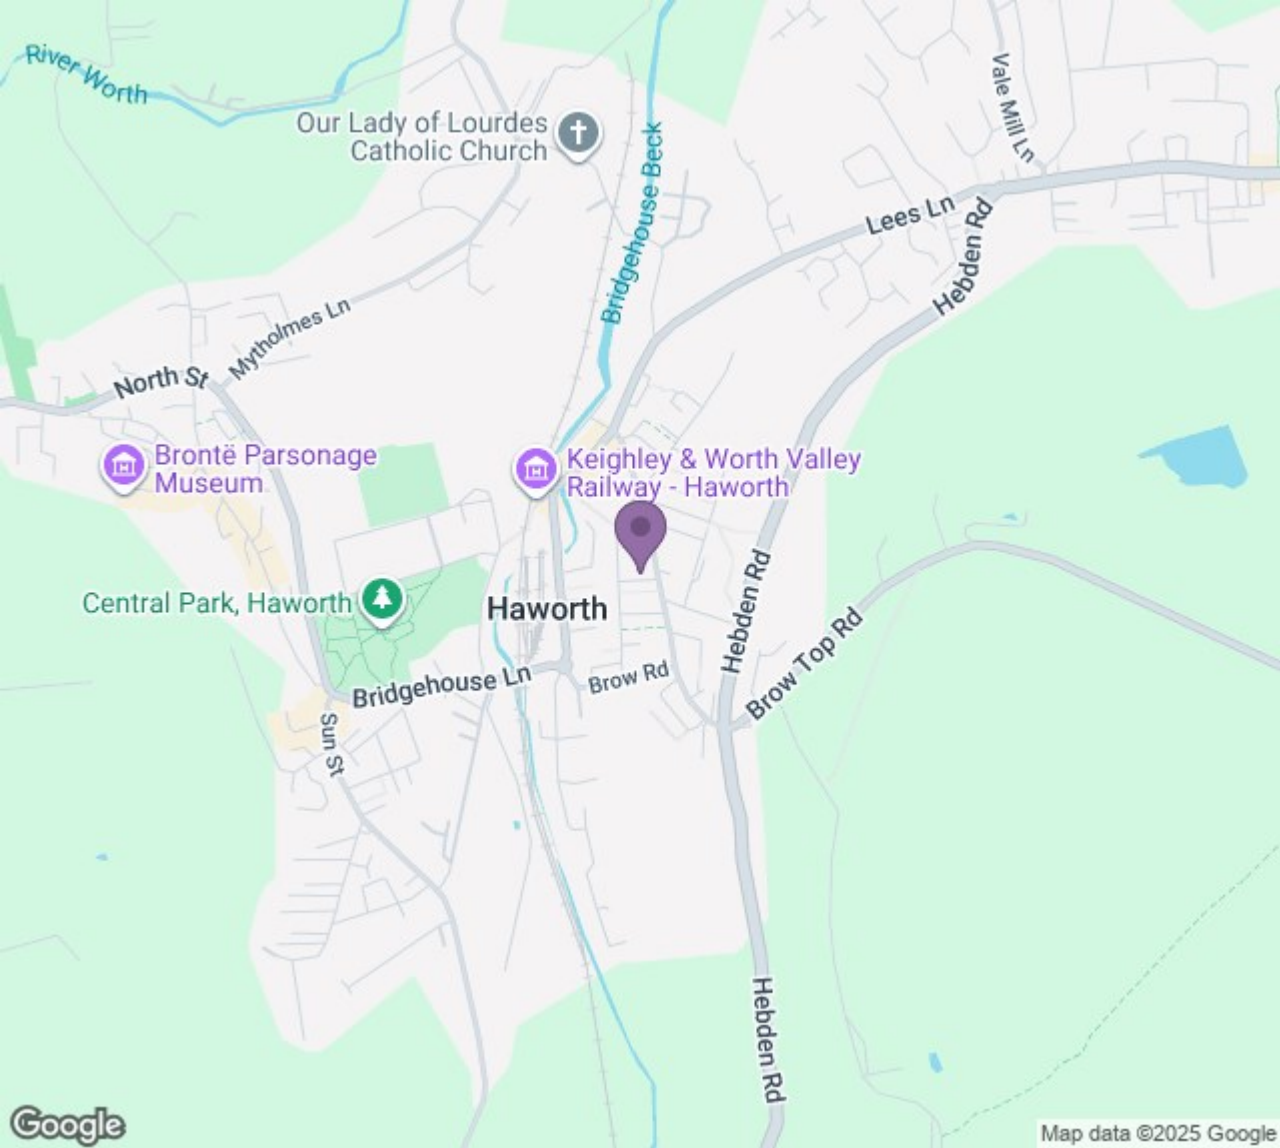 River Worth
Our Lady of Lourdes
Catholic Church
Bridgehouse Beck
Vale Mill Ln
Lees Ln
Hebden Rd
Mytholmes Ln
North St
Brontë Parsonage
Museum
Keighley & Worth Valley
Railway - Haworth
Central Park, Haworth
Haworth
Hebden Rd
Brow Top Rd
Bridgehouse Ln
Brow Rd
Sun St
Hebden Rd
Google
Map data ©2025 Google